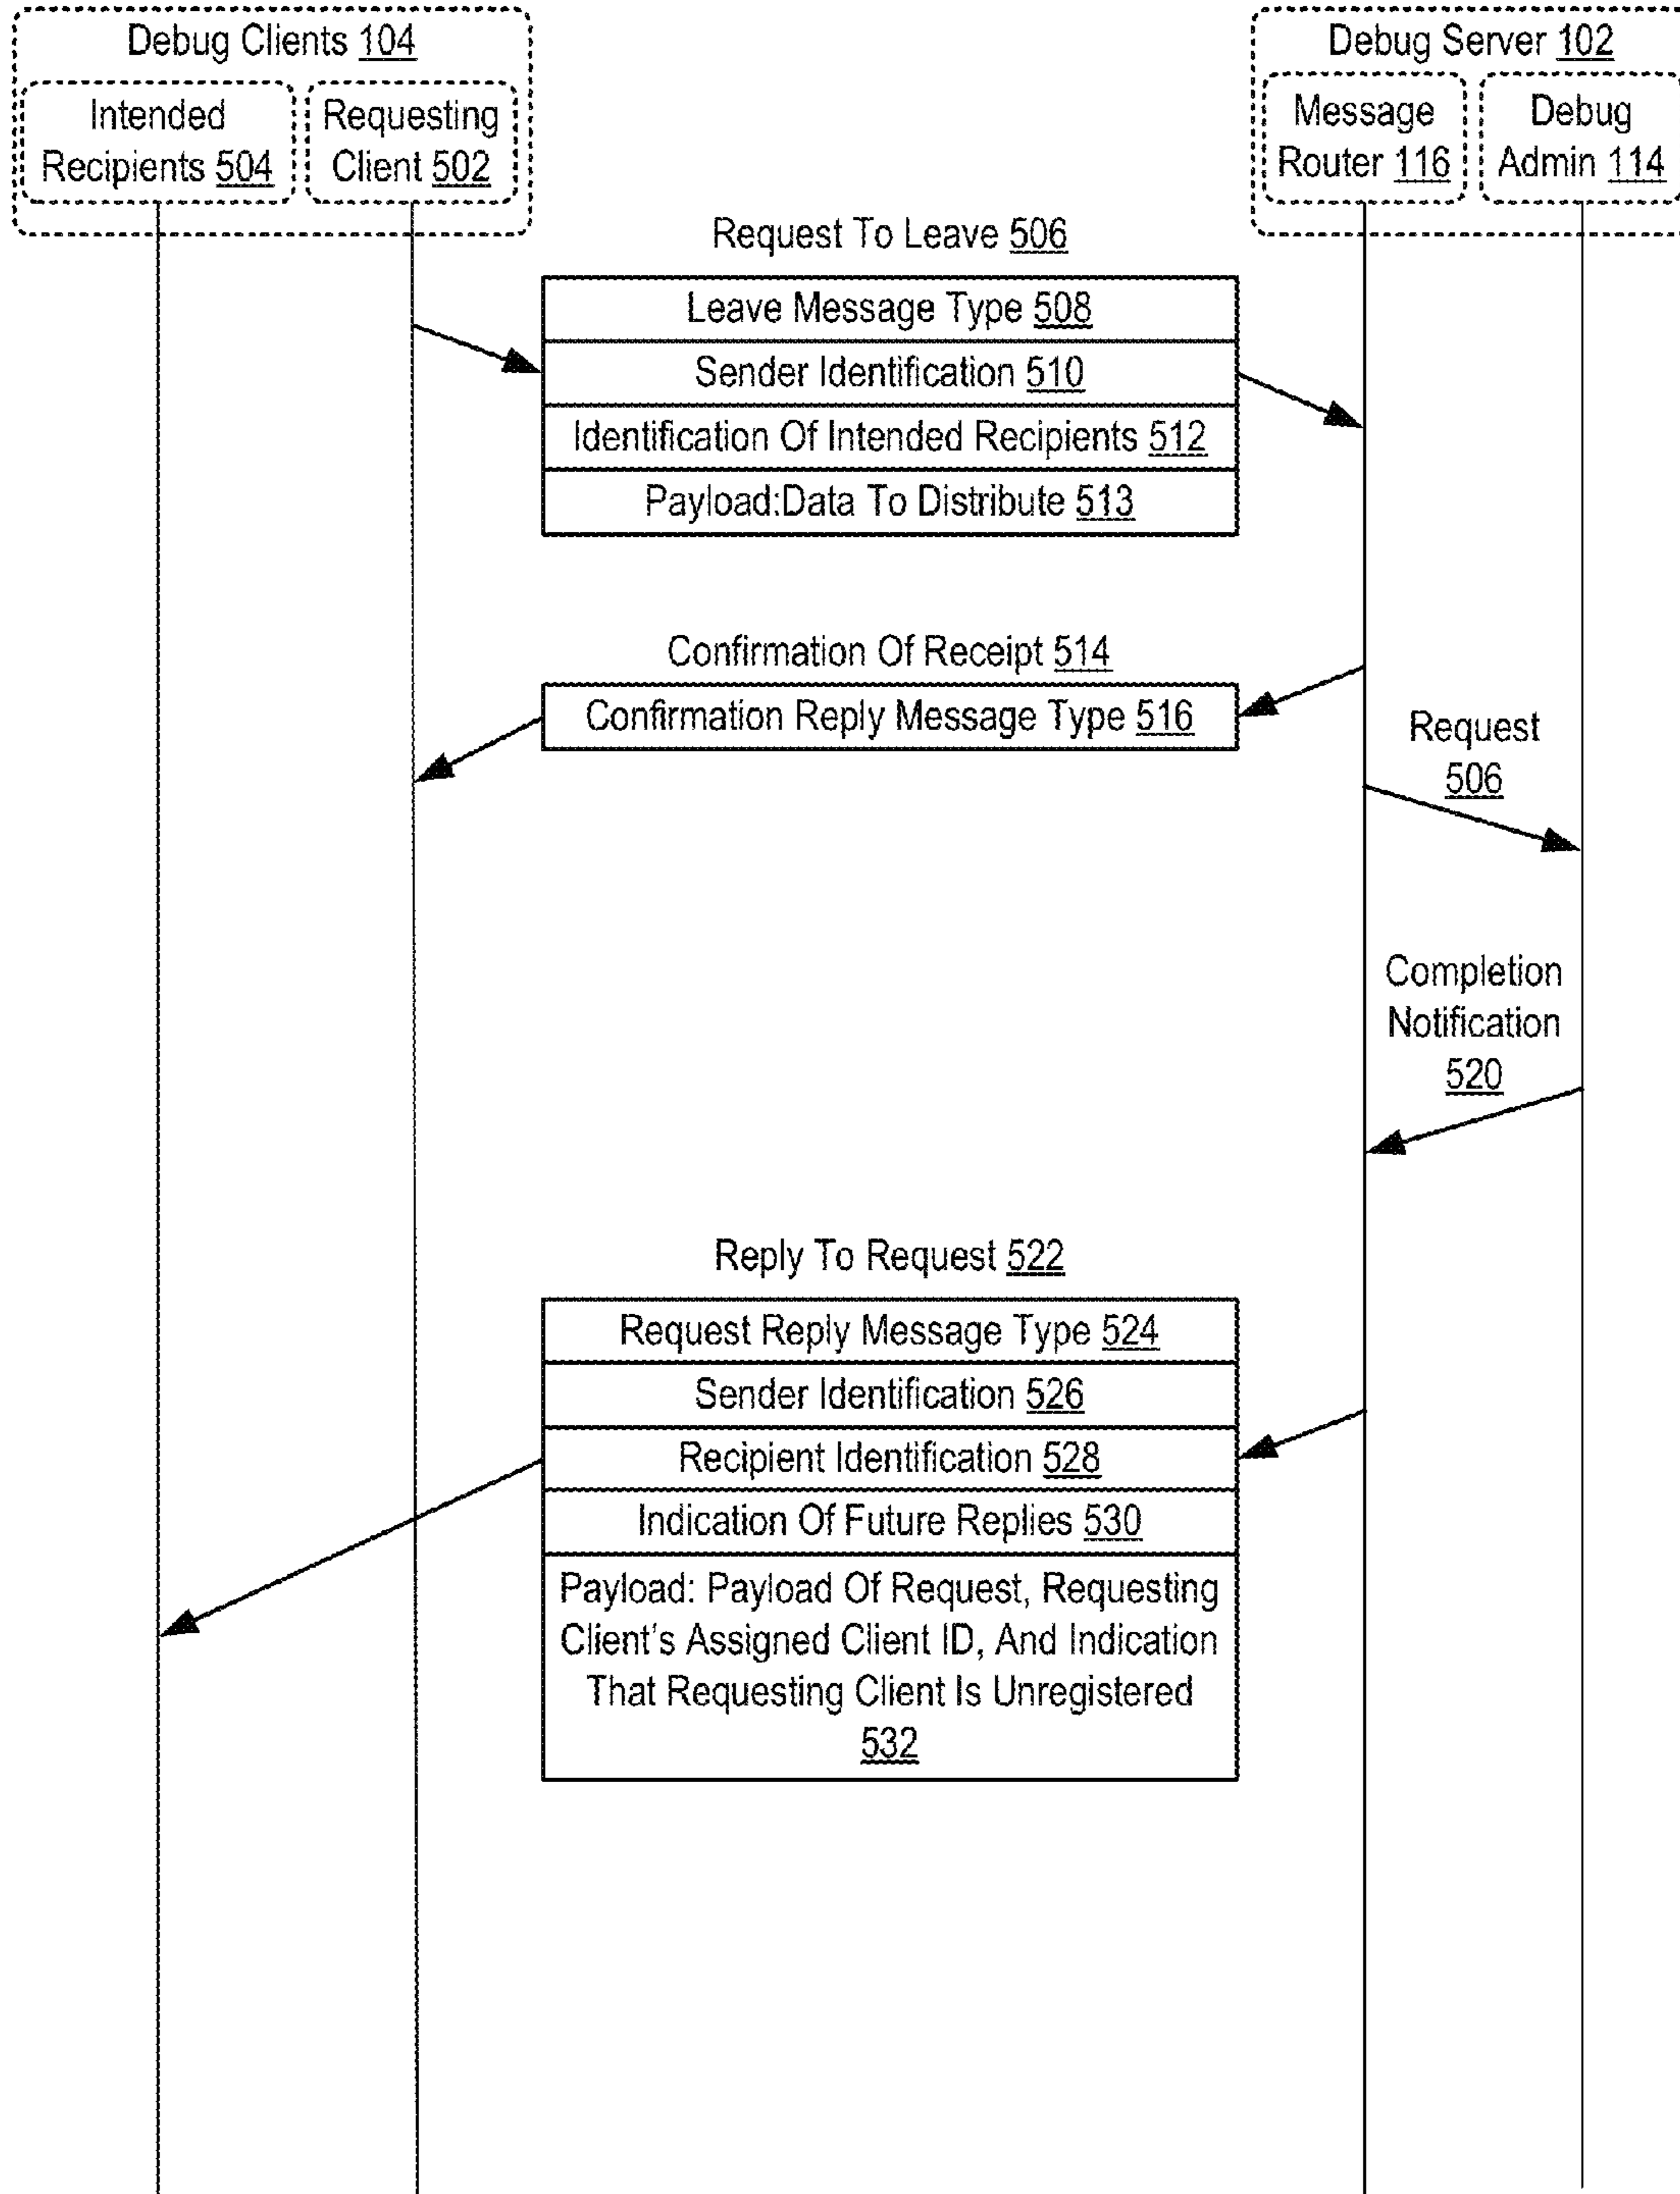 Debug Clients 104
Intended
Recipients 504
Requesting
Client 502
Debug Server 102
Message
Router 116
Debug
Admin 114
Request To Leave 506
Leave Message Type 508
Sender Identification 510
Identification Of Intended Recipients 512
Payload:Data To Distribute 513
Confirmation Of Receipt 514
Confirmation Reply Message Type 516
Request
506
Completion
Notification
520
Reply To Request 522
Request Reply Message Type 524
Sender Identification 526
Recipient Identification 528
Indication Of Future Replies 530
Payload: Payload Of Request, Requesting
Client's Assigned Client ID, And Indication
That Requesting Client Is Unregistered
532